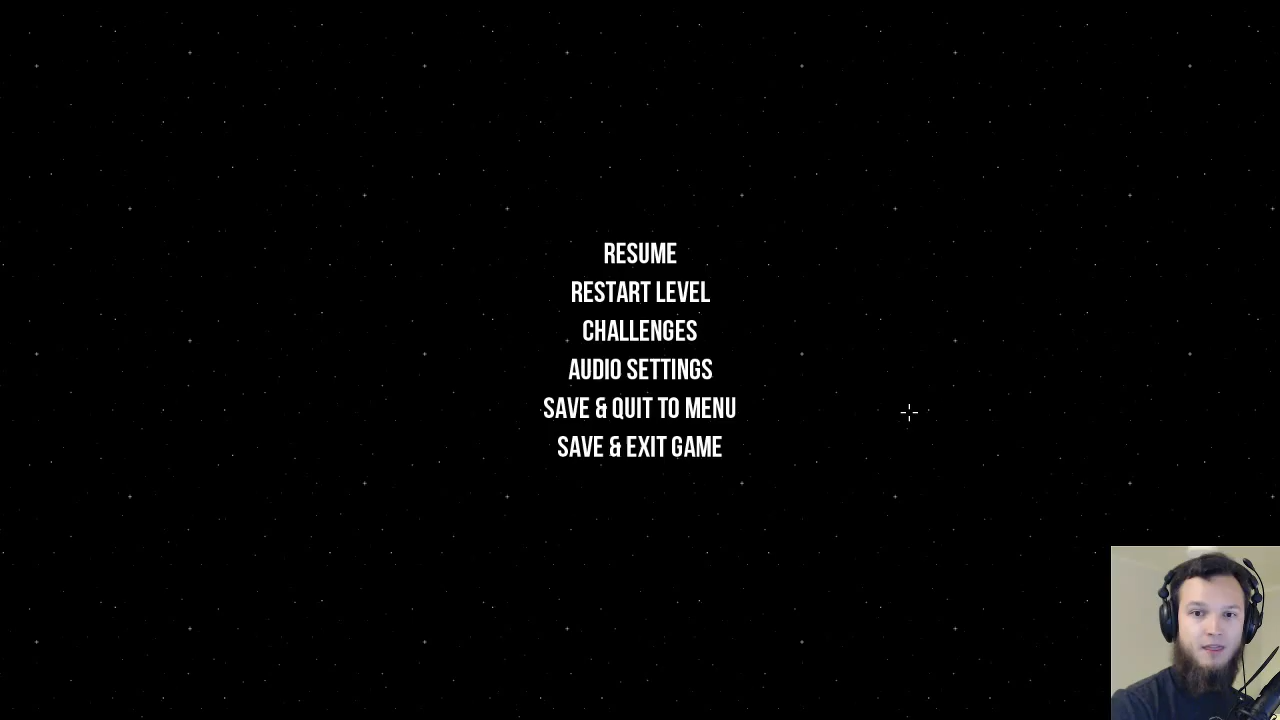 RESUME
RESTART LEVEL
CHALLENGES
AUDIO SETTINGS
SAVE & QUIT TO MENU
SAVE & EXIT GAME